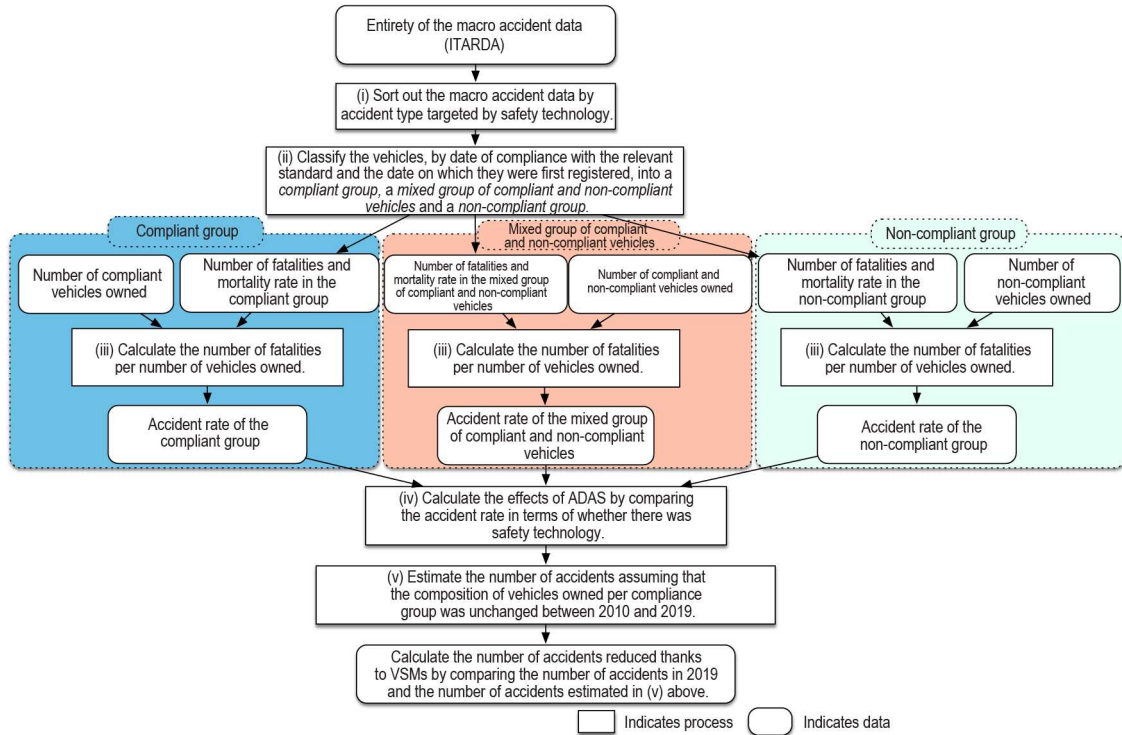 Entirety of the macro accident data
(ITARDA)
(i) Sort out the macro accident data by
accident type targeted by safety technology.
(ii) Classify the vehicles, by date of compliance with the relevant
standard and the date on which they were first registered, into a
compliant group, a mixed group of compliant and non-compliant
vehicles and a non-compliant group.
Compliant group
Number of compliant
vehicles owned
Number of fatalities and
mortality rate in the
compliant group
(iii) Calculate the number of fatalities
per number of vehicles owned.
Accident rate of the
compliant group
Mixed group of compliant
and non-compliant vehicles
Number of fatalities and
mortality rate in the mixed group
of compliant and non-compliant
vehicles
Number of compliant and
non-compliant vehicles owned
(iii) Calculate the number of fatalities
per number of vehicles owned.
Accident rate of the mixed group
of compliant and non-compliant
vehicles
Non-compliant group
Number of fatalities and
mortality rate in the
non-compliant group
Number of
non-compliant
vehicles owned
(iii) Calculate the number of fatalities
per number of vehicles owned.
Accident rate of the
non-compliant group
(iv) Calculate the effects of ADAS by comparing
the accident rate in terms of whether there was
safety technology.
(v) Estimate the number of accidents assuming that
the composition of vehicles owned per compliance
group was unchanged between 2010 and 2019.
Calculate the number of accidents reduced thanks
to VSMs by comparing the number of accidents in 2019
and the number of accidents estimated in (v) above.
Indicates process
Indicates data